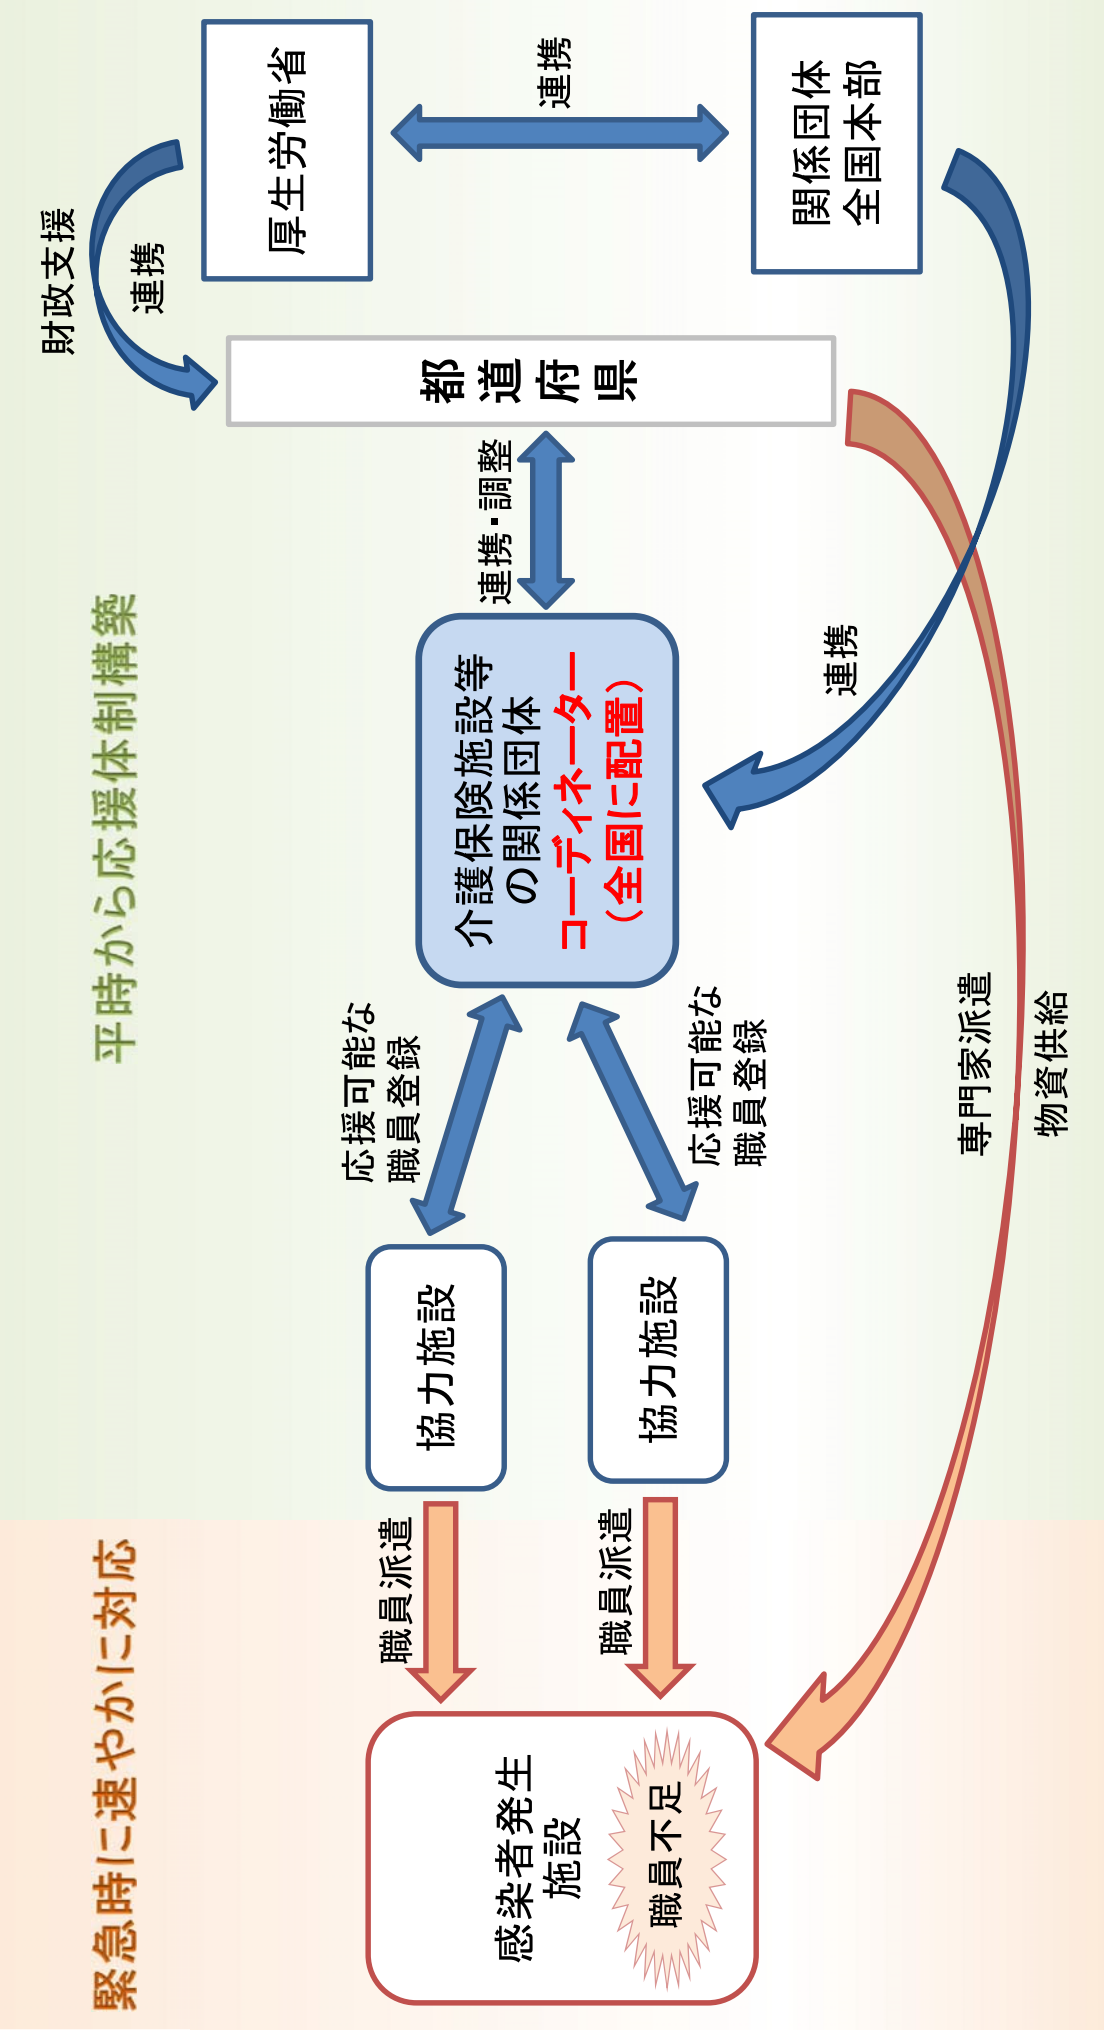 緊急時に速やかに対応
平時から応援体制構築
感染者発生
施設
職員不足
職員派遣
職員派遣
協力施設
協力施設
応援可能な
職員登録
応援可能な
職員登録
介護保険施設等
の関係団体
コーディネーター
（全国に配置）
連携・調整
都道府県
財政支援
連携
厚生労働省
連携
関係団体
全国本部
連携
専門家派遣
物資供給